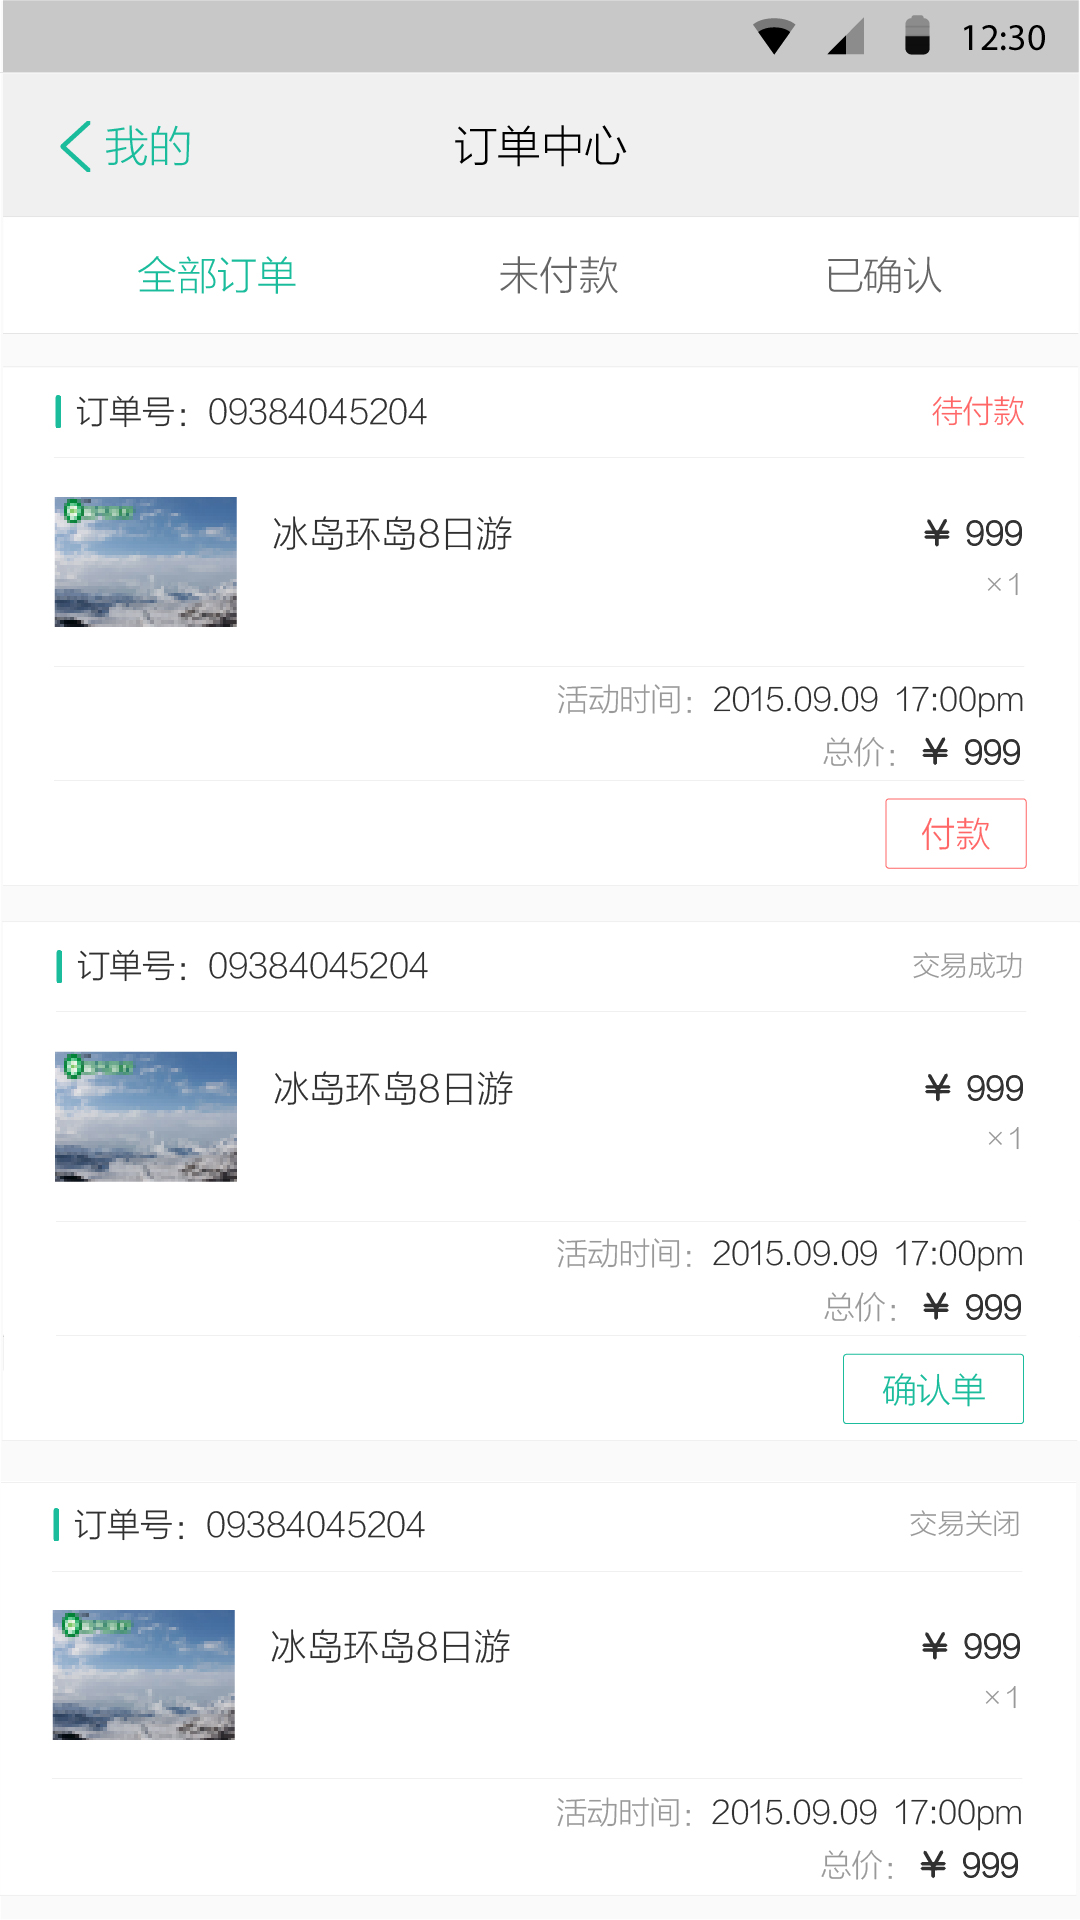 12:30
我的
订单中心
全部订单 未付款 已确认
订单号：09384045204 待付款
冰岛环岛8日游 ¥ 999
×1
活动时间：2015.09.09 17:00pm
总价：¥ 999
付款
订单号：09384045204 交易成功
冰岛环岛8日游 ¥ 999
×1
活动时间：2015.09.09 17:00pm
总价：¥ 999
确认单
订单号：09384045204 交易关闭
冰岛环岛8日游 ¥ 999
×1
活动时间：2015.09.09 17:00pm
总价：¥ 999